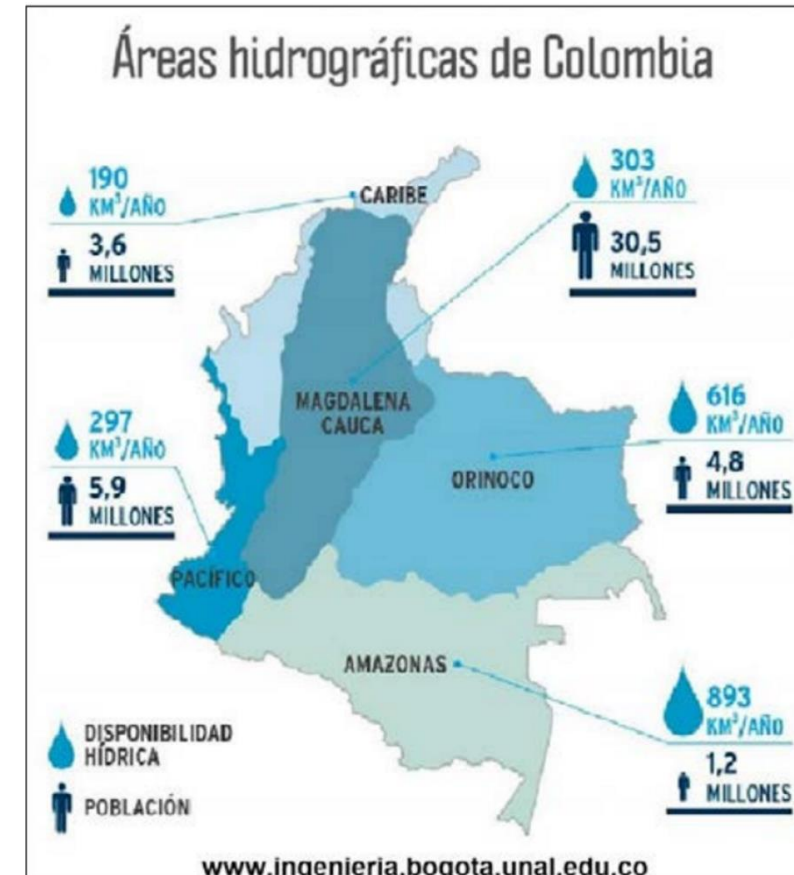 Áreas hidrográficas de Colombia
190
KM³/AÑO
3,6
MILLONES
CARIBE
303
KM³/AÑO
30,5
MILLONES
MAGDALENA
CAUCA
297
KM³/AÑO
5,9
MILLONES
PACÍFICO
ORINOCO
616
KM³/AÑO
4,8
MILLONES
AMAZONAS
893
KM³/AÑO
1,2
MILLONES
DISPONIBILIDAD
HÍDRICA
POBLACIÓN
www.ingenieria.bogota.unal.edu.co